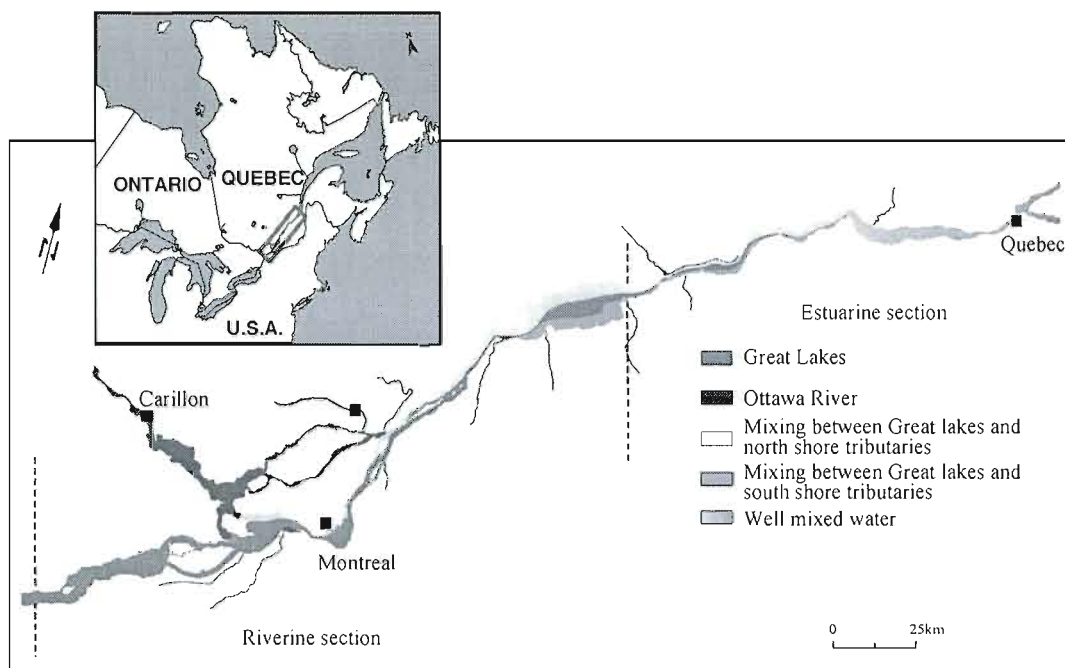 N
ONTARIO
QUEBEC
U.S.A.
N
Quebec
Estuarine section
Great Lakes
Carillon
Ottawa River
Mixing between Great lakes and
north shore tributaries
Mixing between Great lakes and
south shore tributaries
Well mixed water
Montreal
Riverine section
0 25km